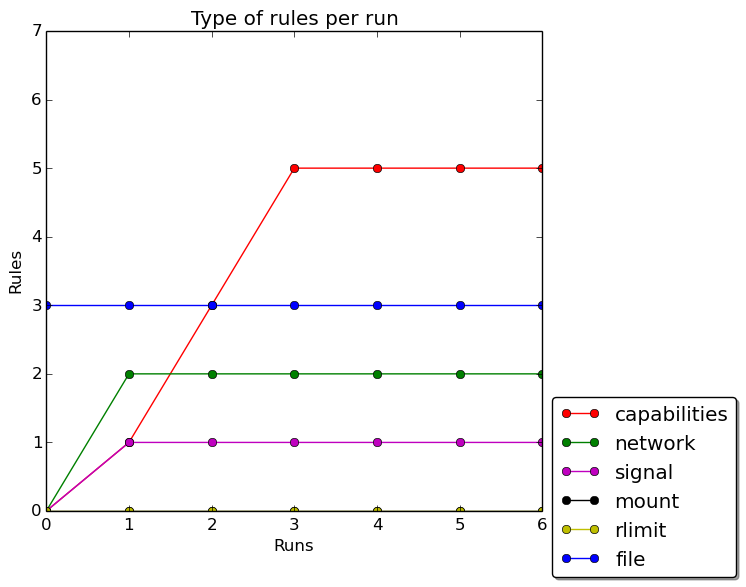 Type of rules per run
7
6
5
4
3
2
1
0
0 1 2 3 4 5 6
Rules
Runs
capabilities
network
signal
mount
rlimit
file